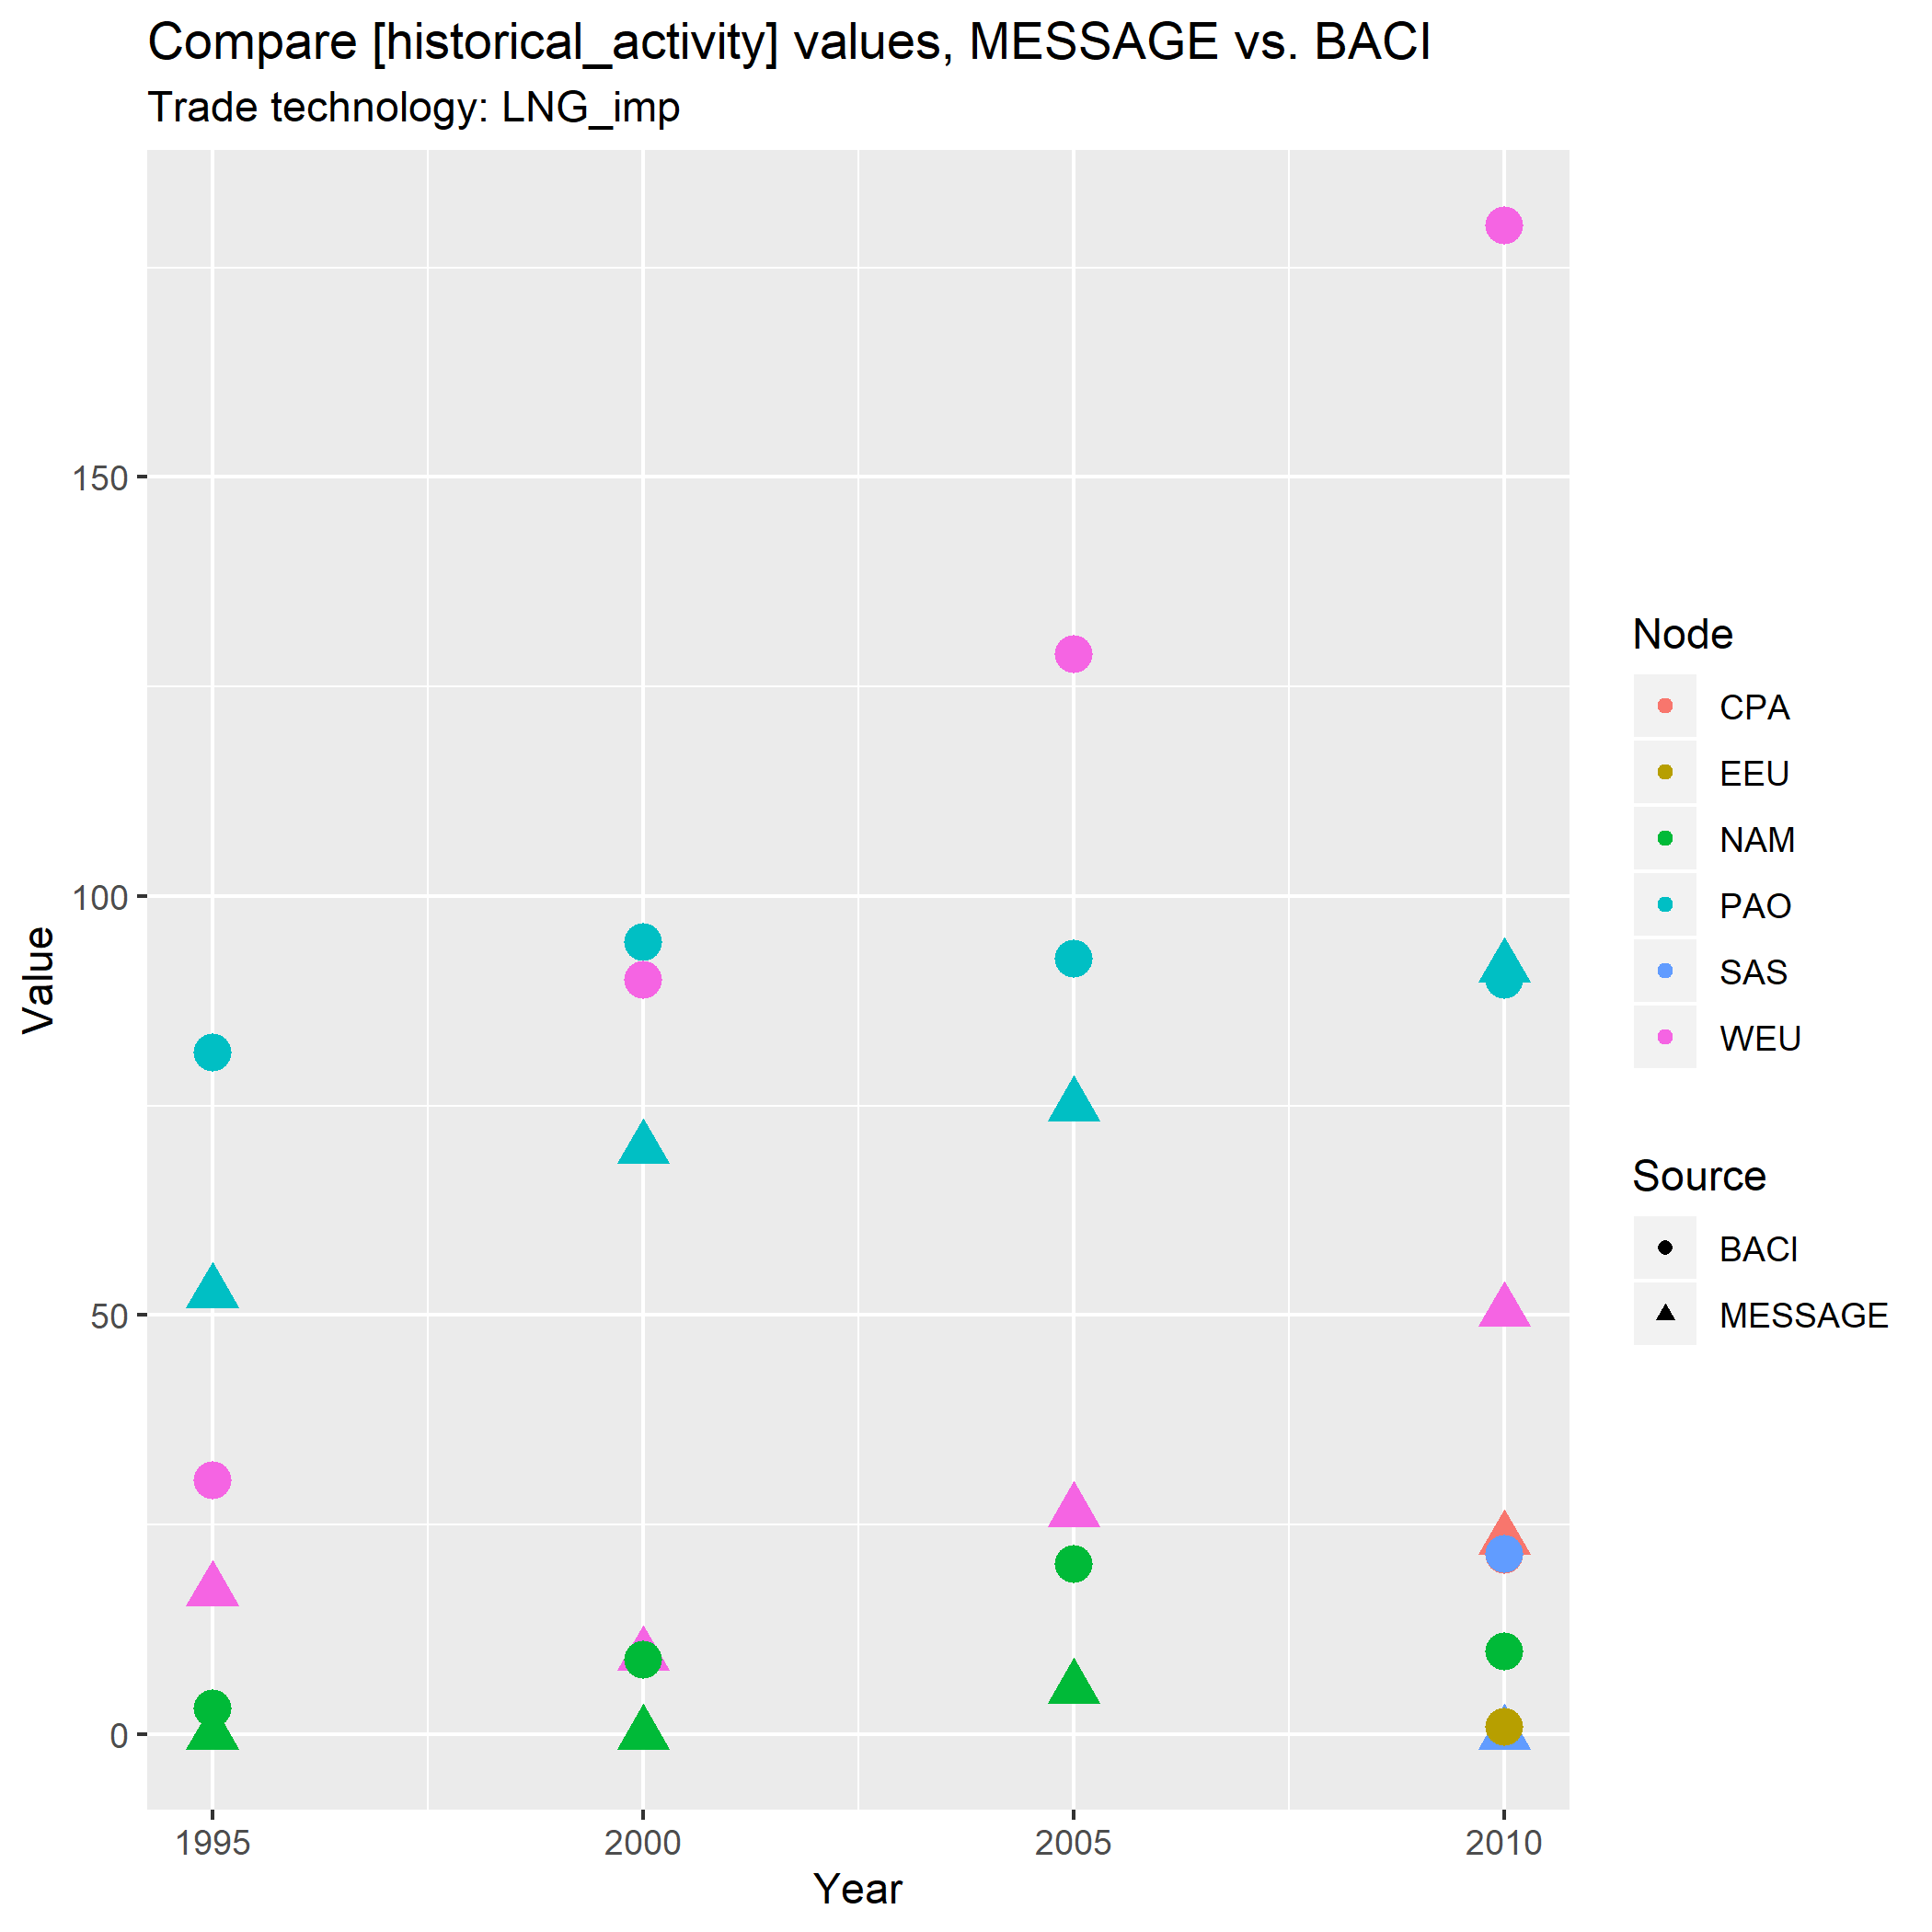 Compare [historical_activity] values, MESSAGE vs. BACI
Trade technology: LNG_imp
Value
150
100
50
0
1995 2000 2005 2010
Year
Node
CPA
EEU
NAM
PAO
SAS
WEU
Source
BACI
MESSAGE